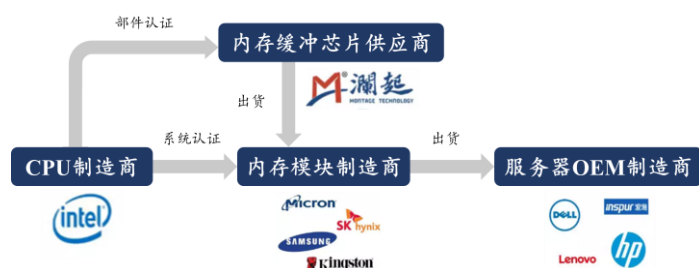 部件认证
内存缓冲芯片供应商
M®澜起
MONTAGE TECHNOLOGY
出货
系统认证
出货
CPU制造商
内存模块制造商
服务器OEM制造商
intel
Micron
SK hynix
SAMSUNG
Kingston
DELL
inspur 浪潮
Lenovo
hp